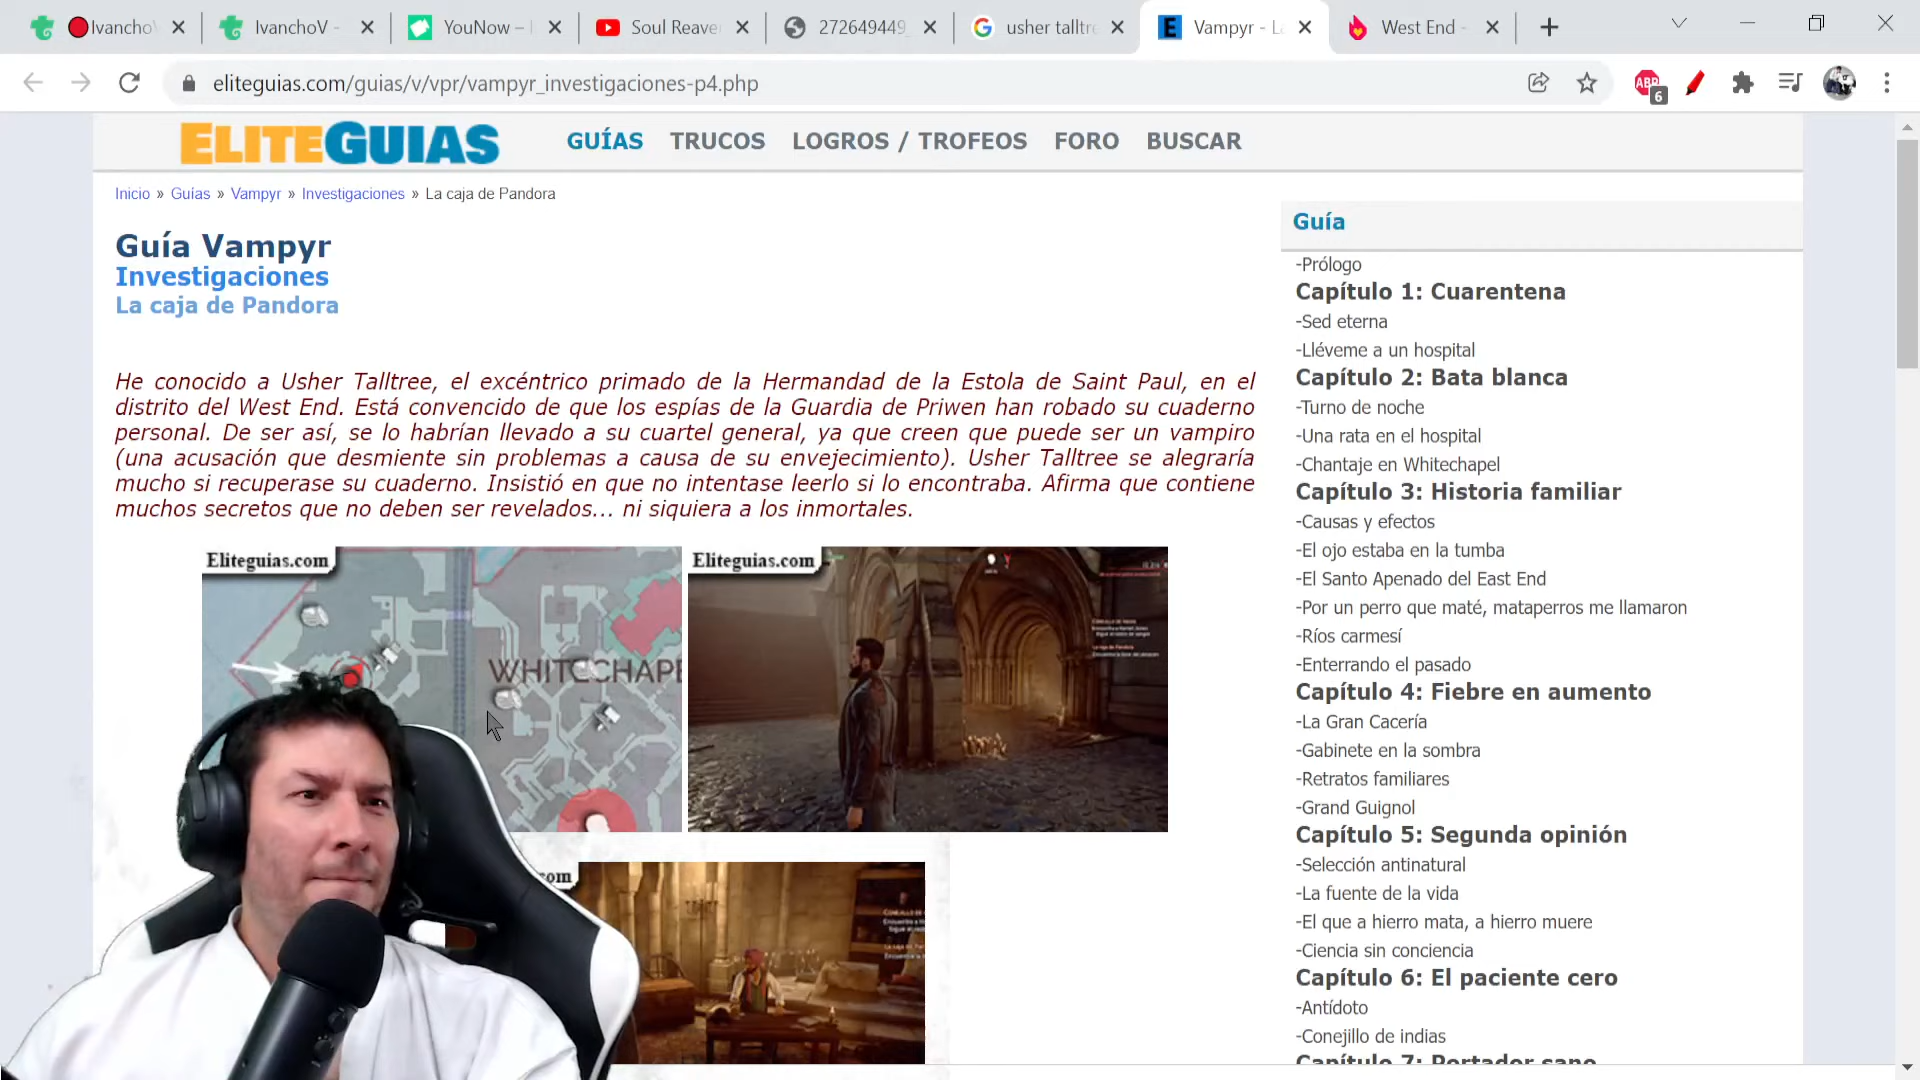 Ivancho
IvanchoV -
YouNow –
Soul Reaver
272649449
usher talltre
Vampyr - La
West End -
eliteguias.com/guias/v/vpr/vampyr_investigaciones-p4.php
ABP
6
ELITEGUIAS
GUÍAS
TRUCOS
LOGROS / TROFEOS
FORO
BUSCAR
Inicio » Guías » Vampyr » Investigaciones » La caja de Pandora
Guía Vampyr
Investigaciones
La caja de Pandora
He conocido a Usher Talltree, el excéntrico primado de la Hermandad de la Estola de Saint Paul, en el
distrito del West End. Está convencido de que los espías de la Guardia de Priwen han robado su cuaderno
personal. De ser así, se lo habrían llevado a su cuartel general, ya que creen que puede ser un vampiro
(una acusación que desmiente sin problemas a causa de su envejecimiento). Usher Talltree se alegraría
mucho si recuperase su cuaderno. Insistió en que no intentase leerlo si lo encontraba. Afirma que contiene
muchos secretos que no deben ser revelados... ni siquiera a los inmortales.
Eliteguias.com
WHITECHAPE
Eliteguias.com
com
Guía
-Prólogo
Capítulo 1: Cuarentena
-Sed eterna
-Lléveme a un hospital
Capítulo 2: Bata blanca
-Turno de noche
-Una rata en el hospital
-Chantaje en Whitechapel
Capítulo 3: Historia familiar
-Causas y efectos
-El ojo estaba en la tumba
-El Santo Apenado del East End
-Por un perro que maté, mataperros me llamaron
-Ríos carmesí
-Enterrando el pasado
Capítulo 4: Fiebre en aumento
-La Gran Cacería
-Gabinete en la sombra
-Retratos familiares
-Grand Guignol
Capítulo 5: Segunda opinión
-Selección antinatural
-La fuente de la vida
-El que a hierro mata, a hierro muere
-Ciencia sin conciencia
Capítulo 6: El paciente cero
-Antídoto
-Conejillo de indias
Capítulo 7: Portador sano